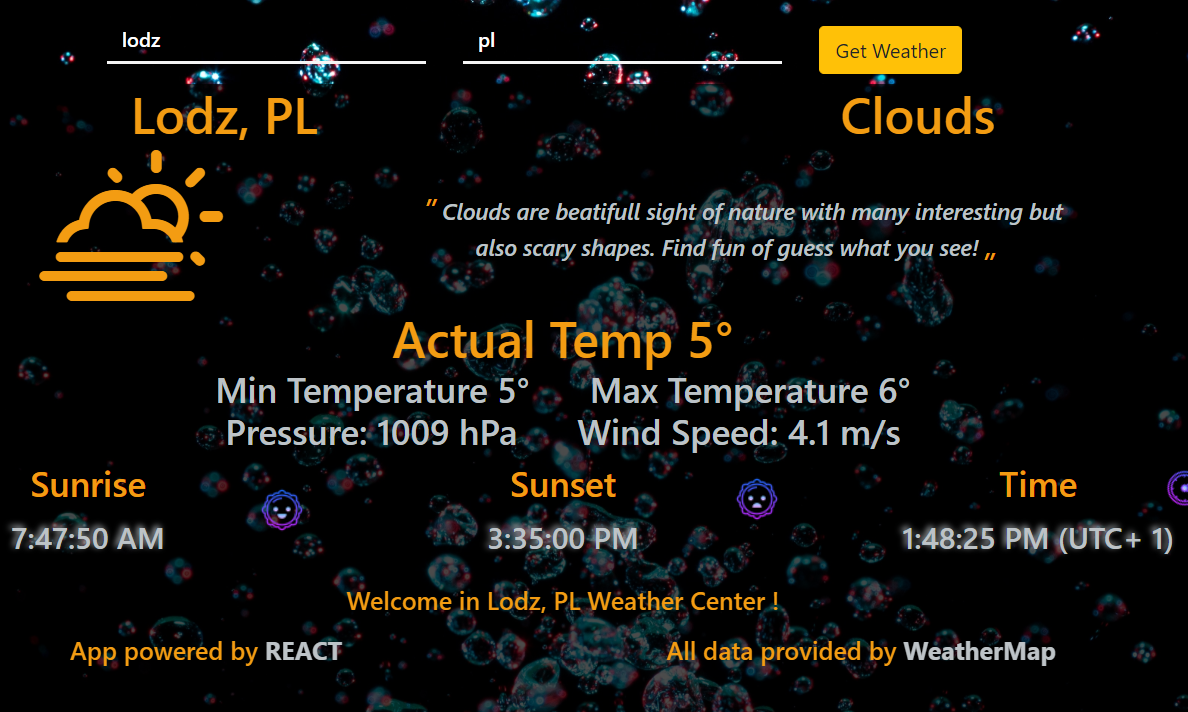 lodz pl Get Weather
Lodz, PL Clouds
" Clouds are beatifull sight of nature with many interesting but
also scary shapes. Find fun of guess what you see! „
Actual Temp 5°
Min Temperature 5° Max Temperature 6°
Pressure: 1009 hPa Wind Speed: 4.1 m/s
Sunrise Sunset Time
7:47:50 AM 3:35:00 PM 1:48:25 PM (UTC+ 1)
Welcome in Lodz, PL Weather Center !
App powered by REACT All data provided by WeatherMap